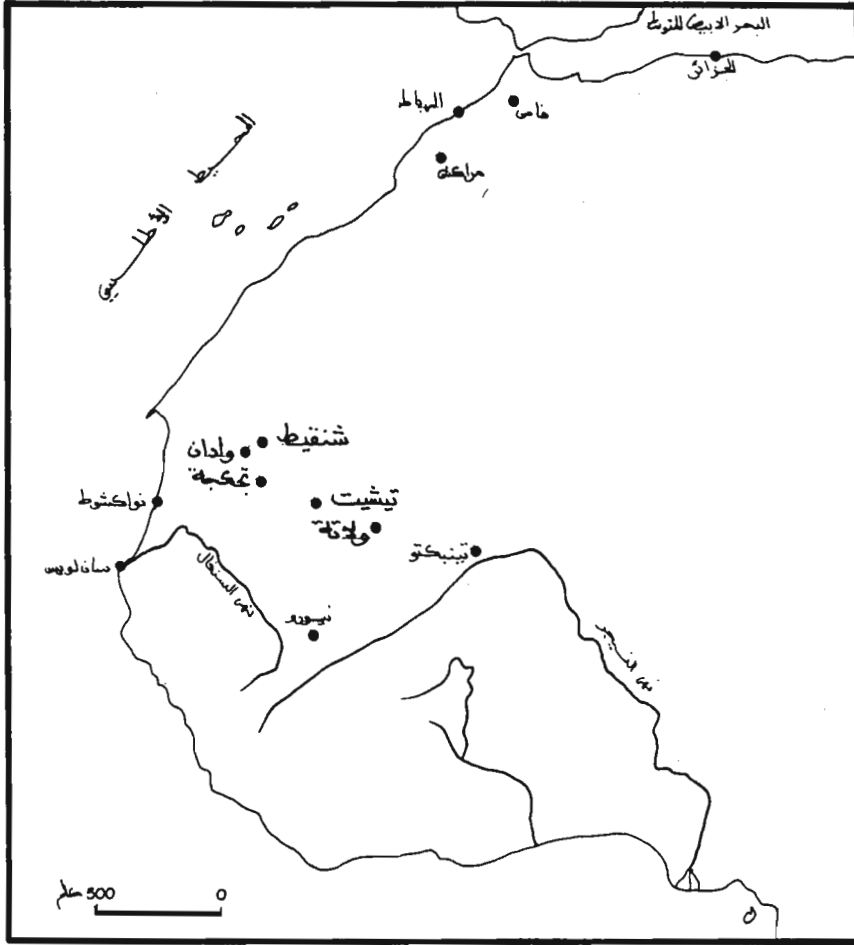 البحر الابيض المتوسط
الجزائر
الرباط
فاس
مراكش
المحيط
الأطلسي
شنقيط
وادان
تجكجة
تيشيت
ولاتة
نواكشوط
تينبكتو
سان لويس
نهر السنغال
نيورو
نهر النيجر
500 كلم 0